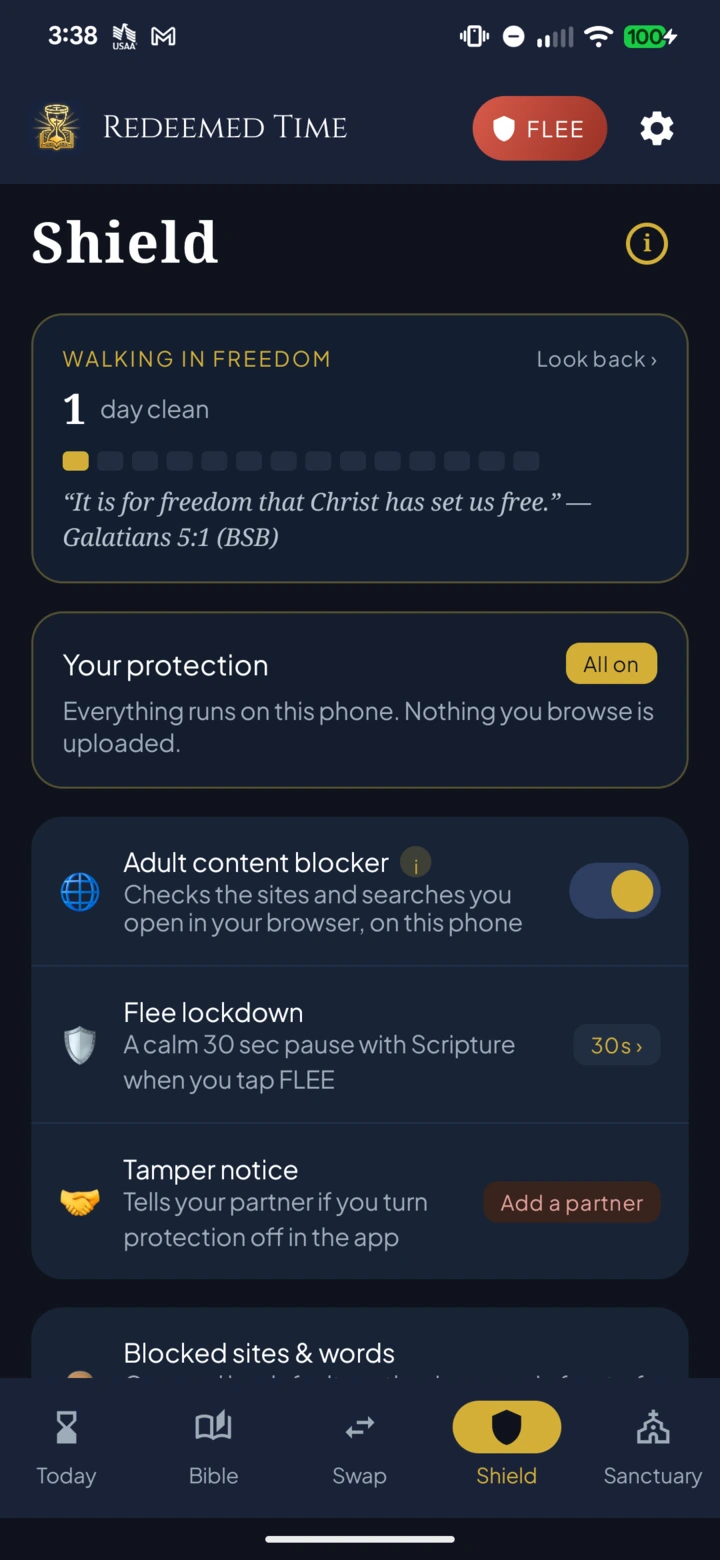 3:38
USAA
100
REDEEMED TIME
FLEE
Shield
i
WALKING IN FREEDOM
Look back ›
1 day clean
“It is for freedom that Christ has set us free.” —
Galatians 5:1 (BSB)
Your protection
All on
Everything runs on this phone. Nothing you browse is
uploaded.
Adult content blocker
i
Checks the sites and searches you
open in your browser, on this phone
Flee lockdown
A calm 30 sec pause with Scripture
when you tap FLEE
30s ›
Tamper notice
Tells your partner if you turn
protection off in the app
Add a partner
Blocked sites & words
Today
Bible
Swap
Shield
Sanctuary